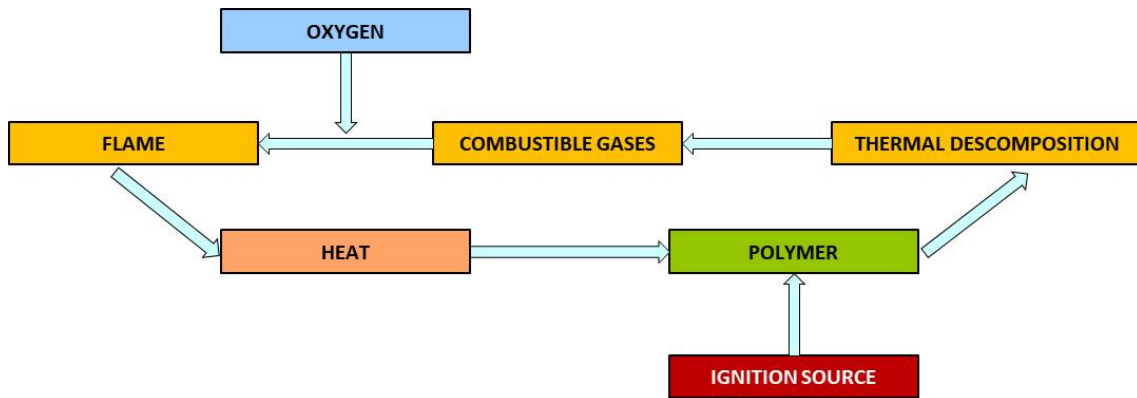 OXYGEN
FLAME
COMBUSTIBLE GASES
THERMAL DESCOMPOSITION
HEAT
POLYMER
IGNITION SOURCE